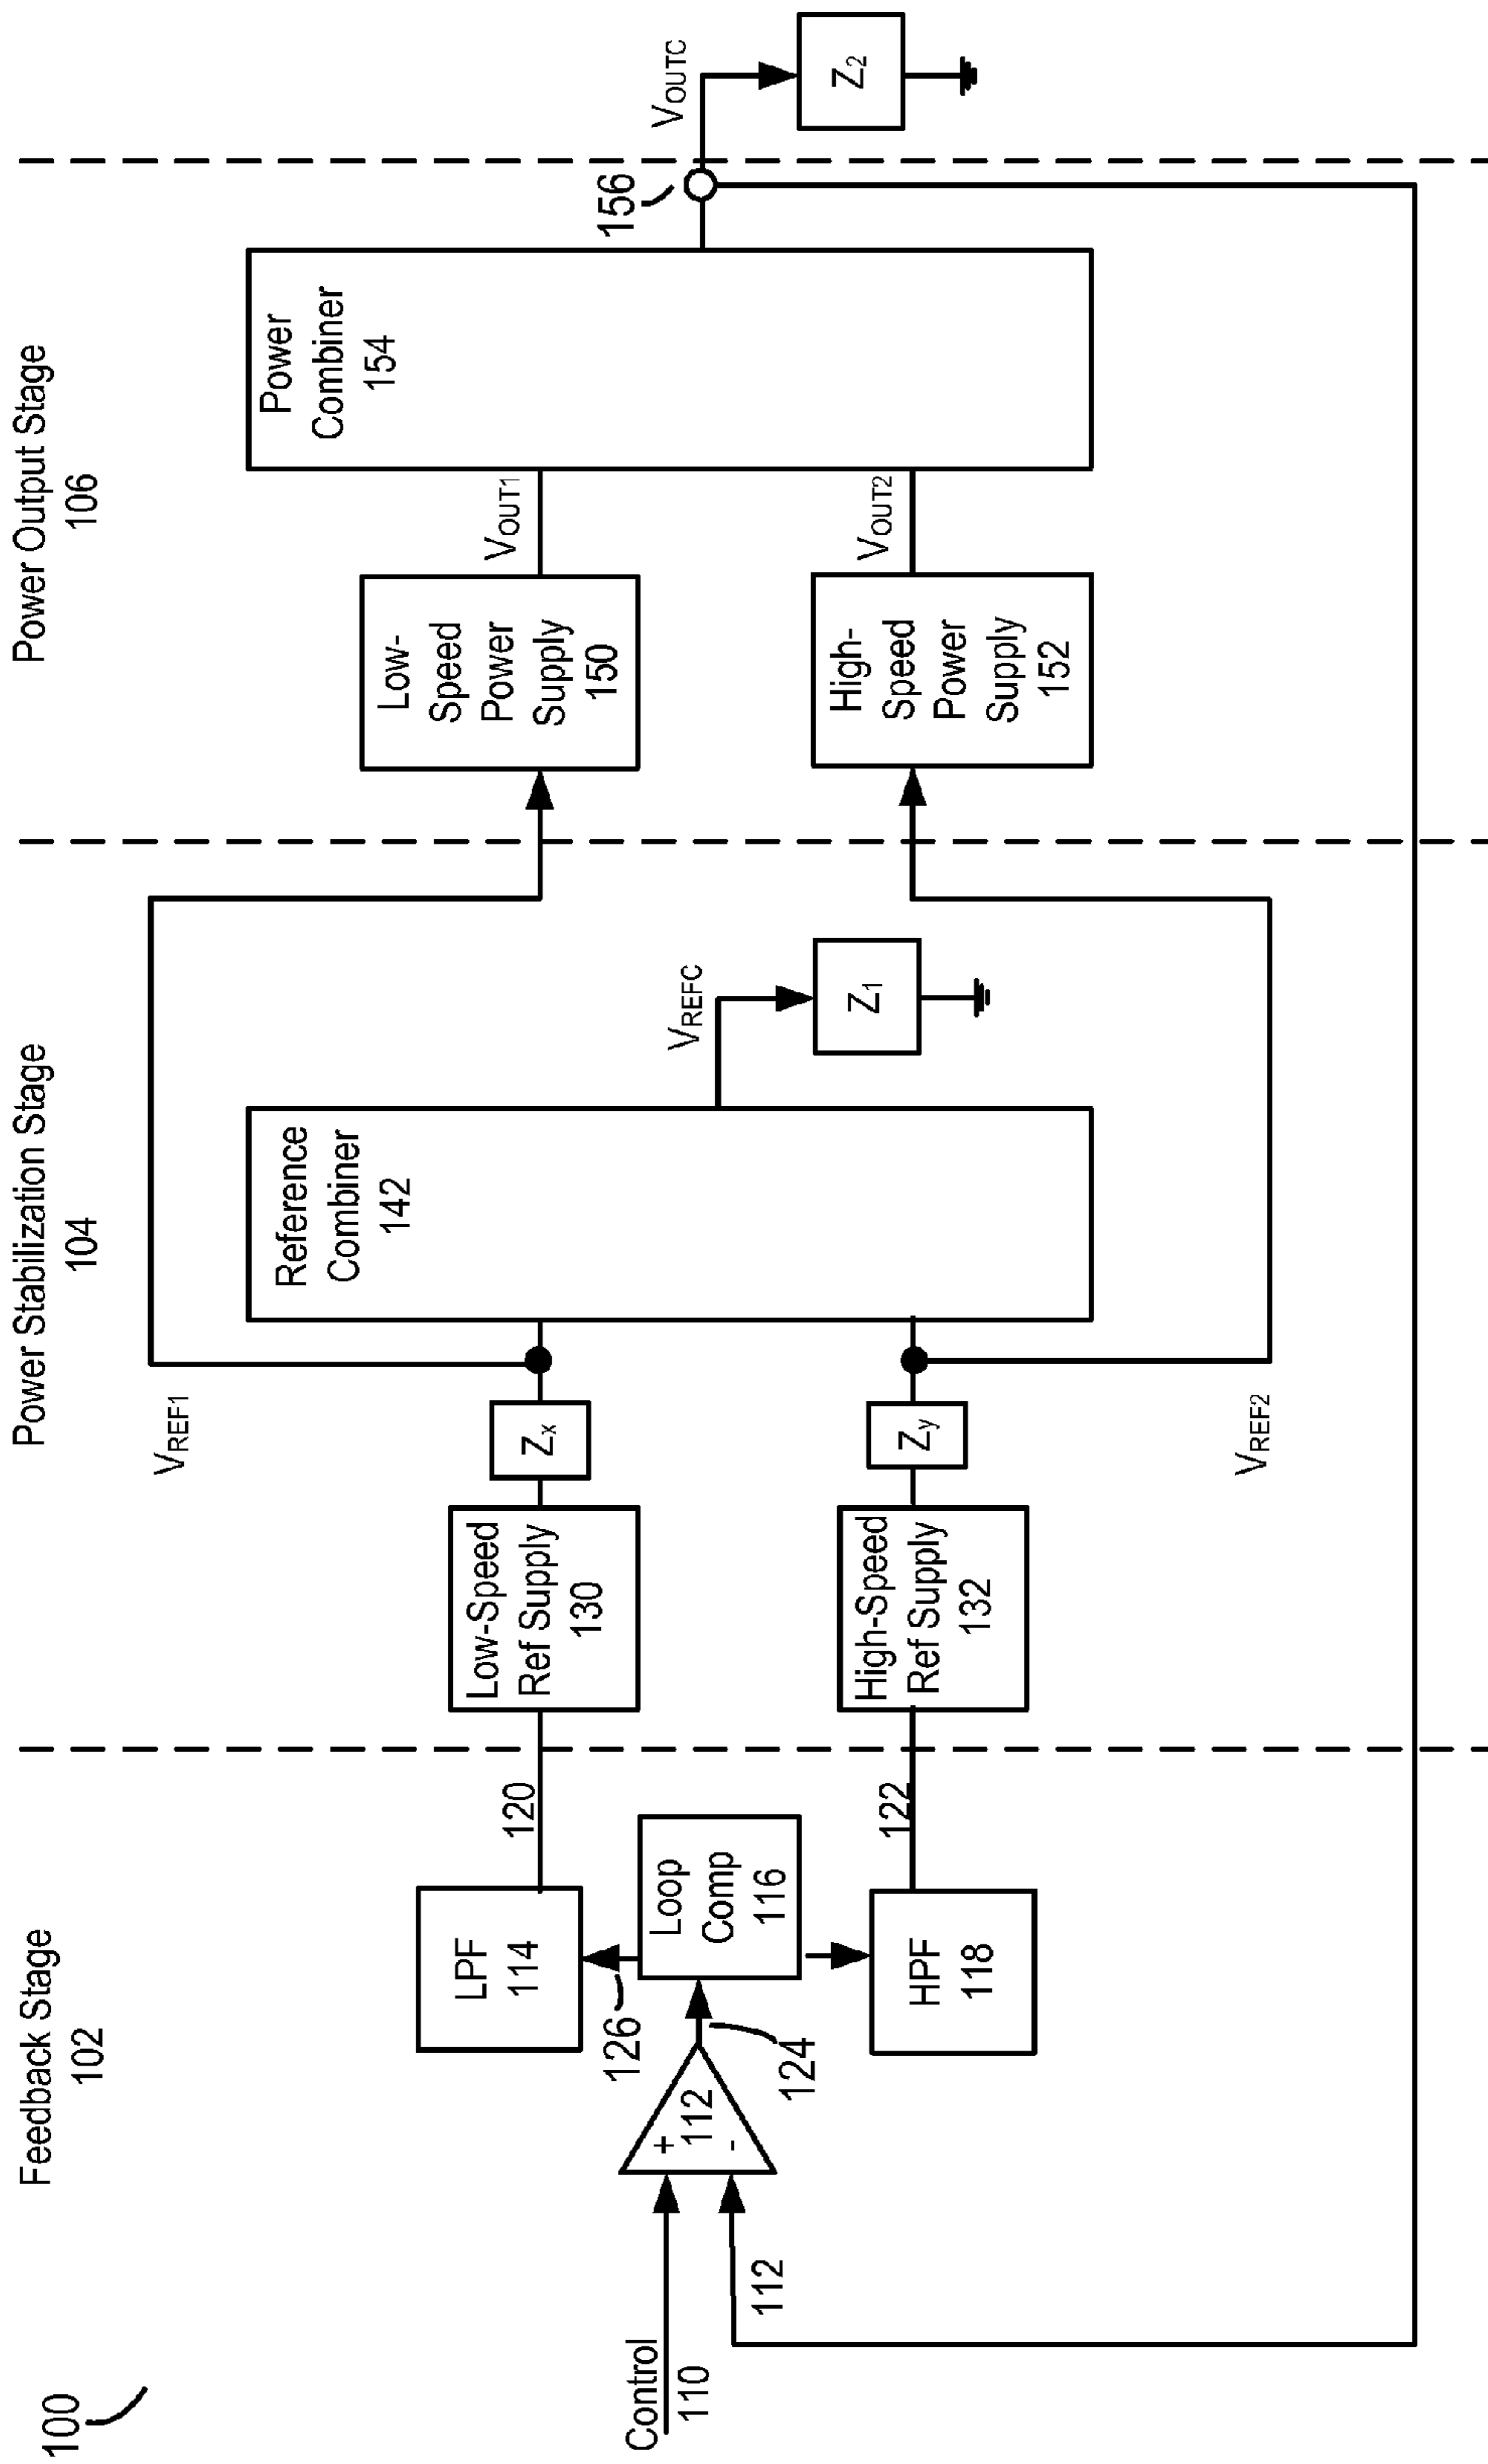 100
Feedback Stage
102
Power Stabilization Stage
104
Power Output Stage
106
Control
110
112
+
-
112
124
126
LPF
114
Loop
Comp
116
HPF
118
120
122
Low-Speed
Ref Supply
130
High-Speed
Ref Supply
132
Zx
Zy
VREF1
VREF2
Reference
Combiner
142
VREFC
Z1
Low-
Speed
Power
Supply
150
High-
Speed
Power
Supply
152
VOUT1
VOUT2
Power
Combiner
154
156
VOUTC
Z2